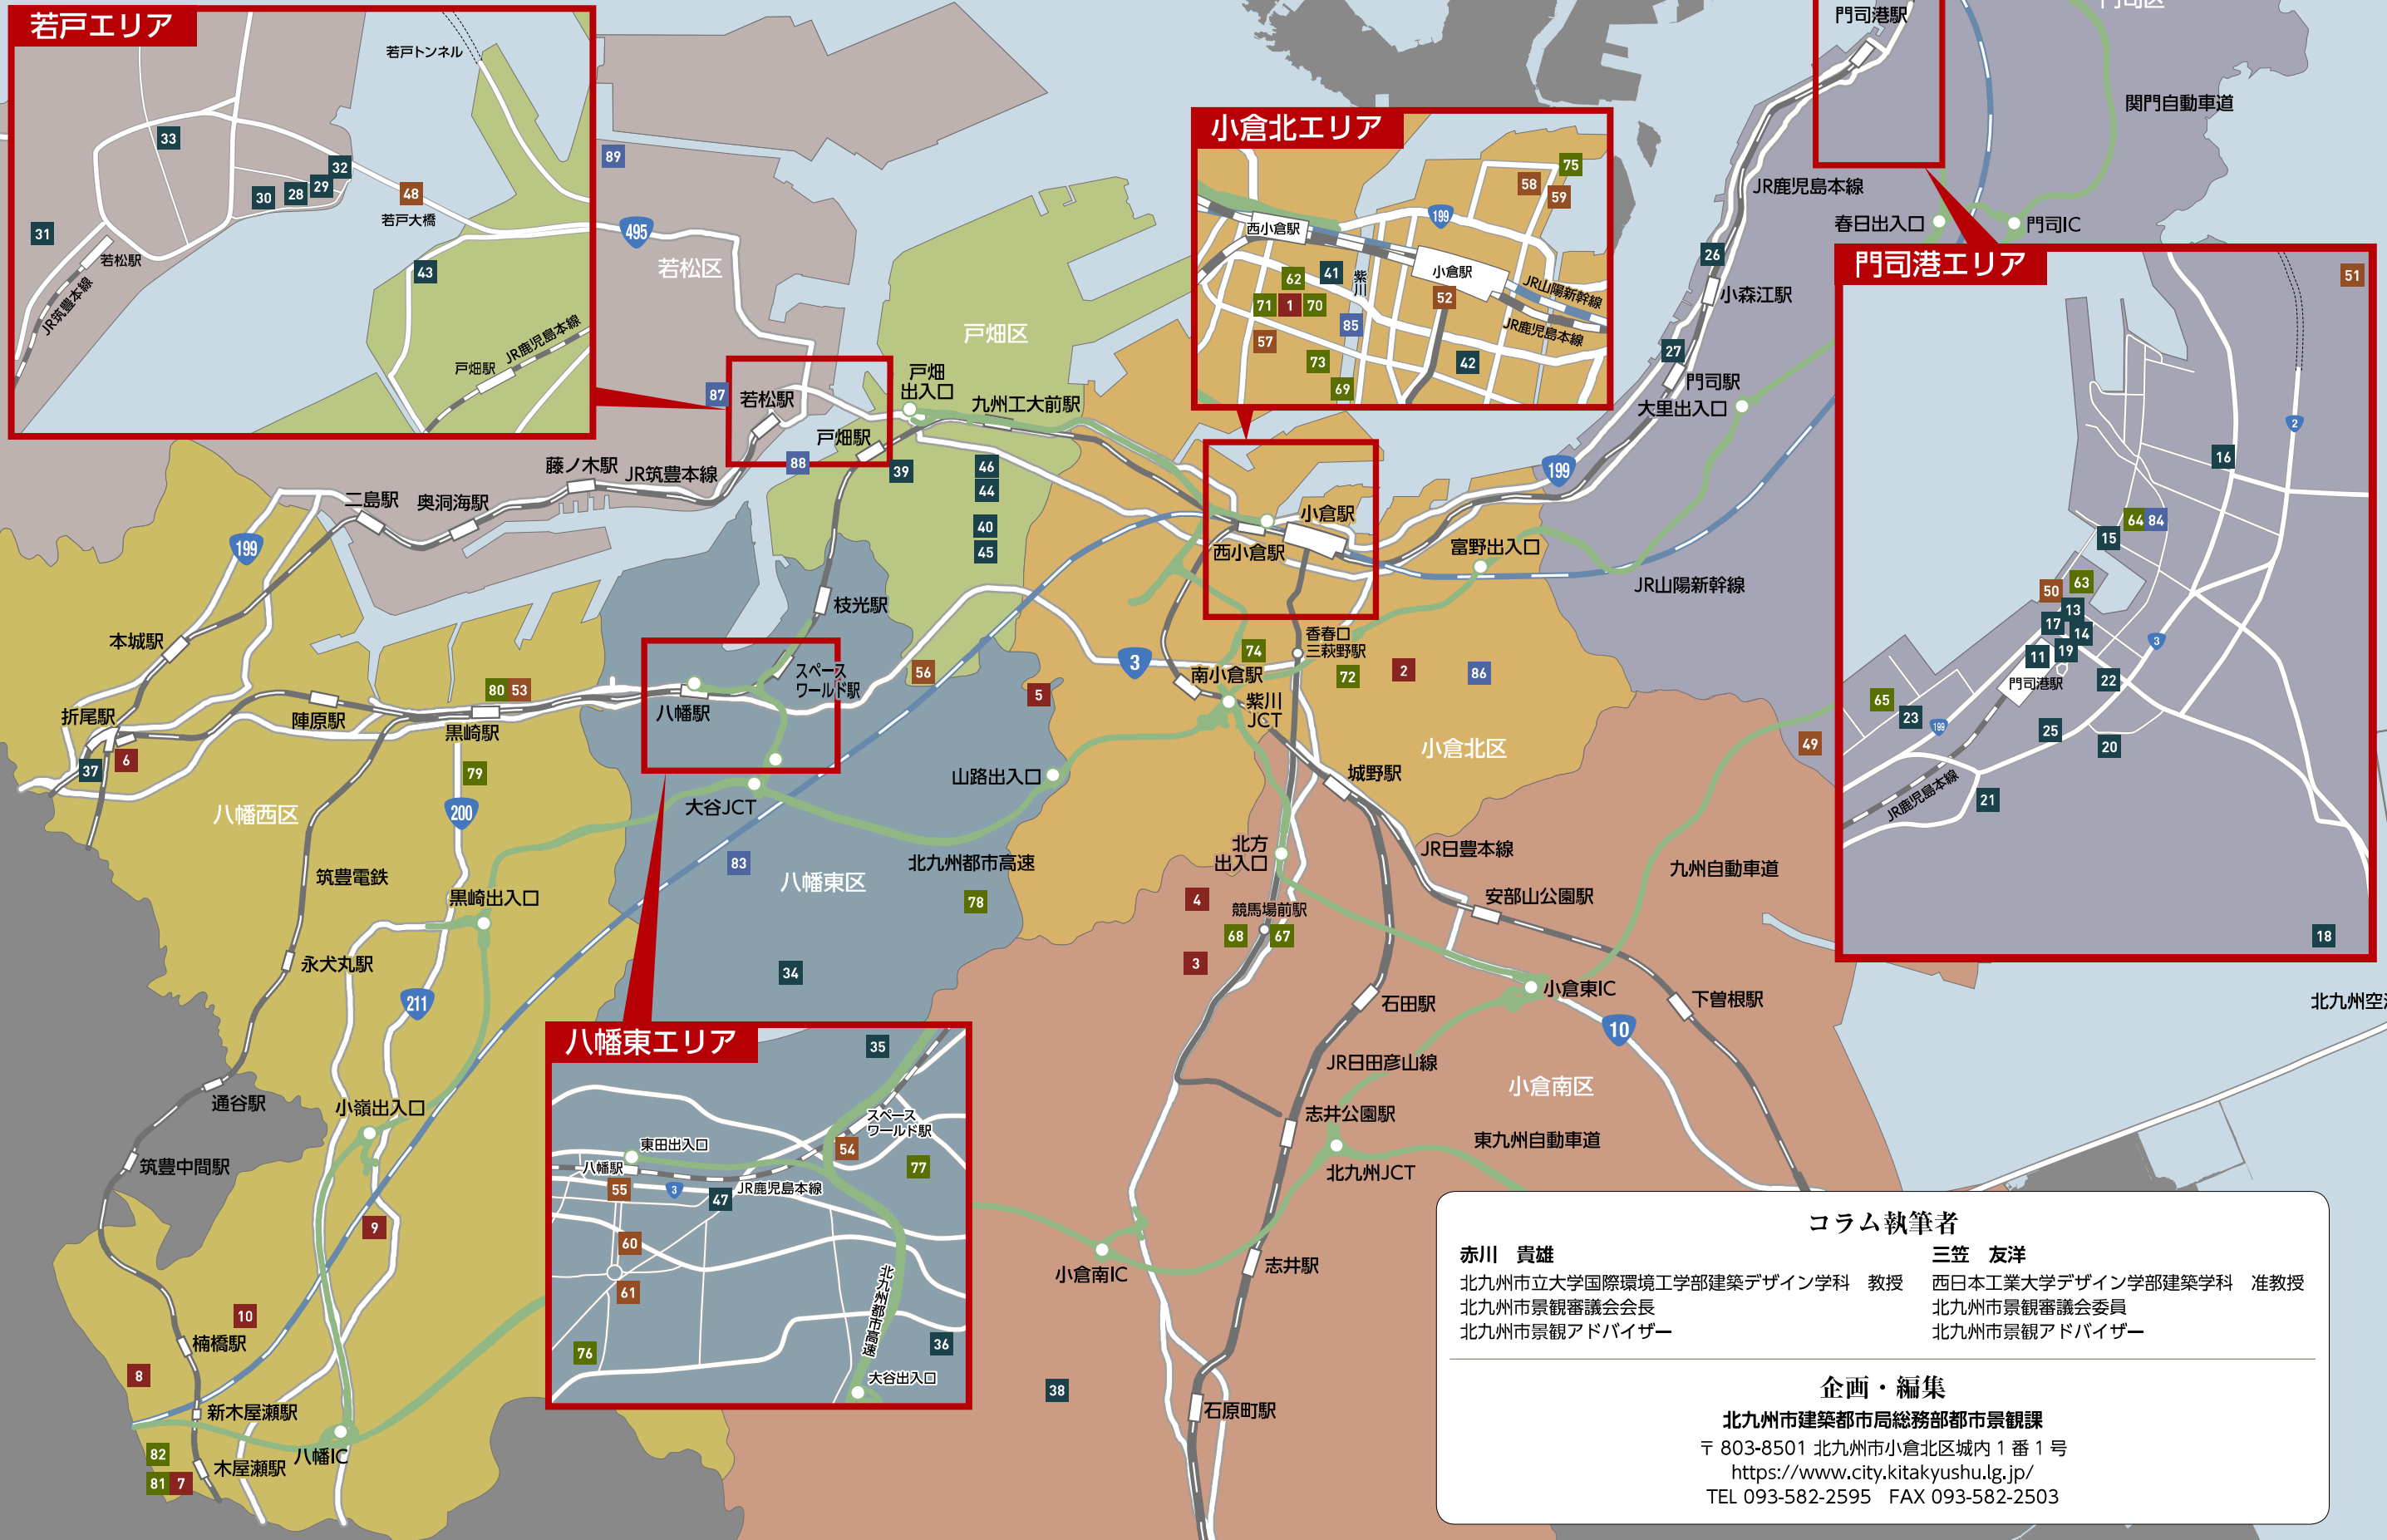 若戸エリア
若戸トンネル
33
32
29
28
30
48
若戸大橋
31
若松駅
JR筑豊本線
43
戸畑駅
JR鹿児島本線
89
495
若松区
87
若松駅
戸畑駅
88
戸畑
出入口
戸畑区
九州工大前駅
39
46
44
40
45
藤ノ木駅
JR筑豊本線
二島駅
奥洞海駅
199
本城駅
折尾駅
37
6
陣原駅
80
53
黒崎駅
79
200
八幡西区
筑豊電鉄
黒崎出入口
永犬丸駅
211
通谷駅
小嶺出入口
筑豊中間駅
9
10
楠橋駅
8
新木屋瀬駅
82
81
7
木屋瀬駅
八幡IC
枝光駅
スペース
ワールド駅
八幡駅
56
5
大谷JCT
山路出入口
北九州都市高速
83
八幡東区
78
34
八幡東エリア
35
スペース
ワールド駅
東田出入口
54
八幡駅
77
55
3
47
JR鹿児島本線
60
61
北九州都市高速
76
36
大谷出入口
小倉北エリア
75
58
59
199
西小倉駅
62
41
紫川
小倉駅
JR山陽新幹線
71
1
70
52
85
JR鹿児島本線
57
73
42
69
小倉駅
西小倉駅
富野出入口
199
JR山陽新幹線
香春口
三萩野駅
3
74
南小倉駅
72
2
86
紫川
JCT
小倉北区
城野駅
49
北方
出入口
JR日豊本線
九州自動車道
4
競馬場前駅
68
67
安部山公園駅
3
石田駅
小倉東IC
下曽根駅
10
JR日田彦山線
小倉南区
志井公園駅
東九州自動車道
北九州JCT
小倉南IC
志井駅
38
石原町駅
門司港駅
門司区
関門自動車道
JR鹿児島本線
春日出入口
門司IC
26
小森江駅
27
門司駅
大里出入口
門司港エリア
51
2
16
64
84
15
63
50
13
17
14
3
11
19
門司港駅
22
65
23
199
25
20
JR鹿児島本線
21
18
コラム執筆者
赤川　貴雄
北九州市立大学国際環境工学部建築デザイン学科　教授
北九州市景観審議会会長
北九州市景観アドバイザー
三笠　友洋
西日本工業大学デザイン学部建築学科　准教授
北九州市景観審議会委員
北九州市景観アドバイザー
企画・編集
北九州市建築都市局総務部都市景観課
〒 803-8501 北九州市小倉北区城内 1 番 1 号
https://www.city.kitakyushu.lg.jp/
TEL 093-582-2595　FAX 093-582-2503